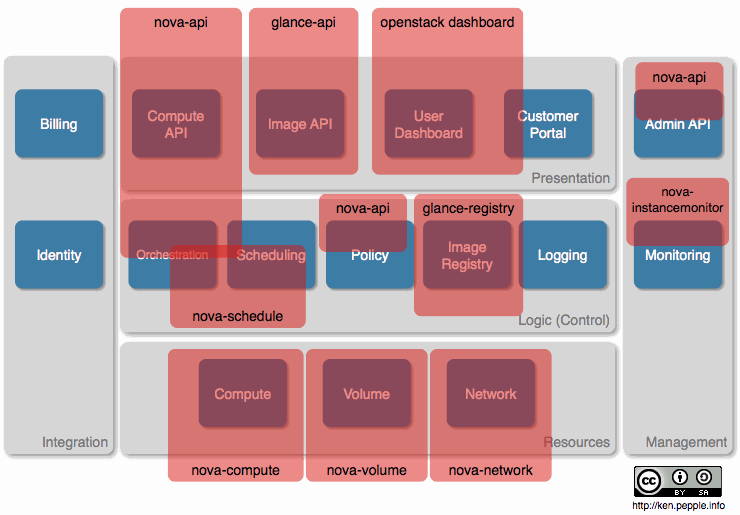 nova-api
glance-api
openstack dashboard
nova-api
Billing
Compute
API
Image API
User
Dashboard
Customer
Portal
Admin API
Presentation
nova-
instancemonitor
nova-api
glance-registry
Identity
Orchestration
Scheduling
Policy
Image
Registry
Logging
Monitoring
nova-schedule
Logic (Control)
Compute
Volume
Network
Integration
Resources
Management
nova-compute
nova-volume
nova-network
cc
BY SA
http://ken.pepple.info